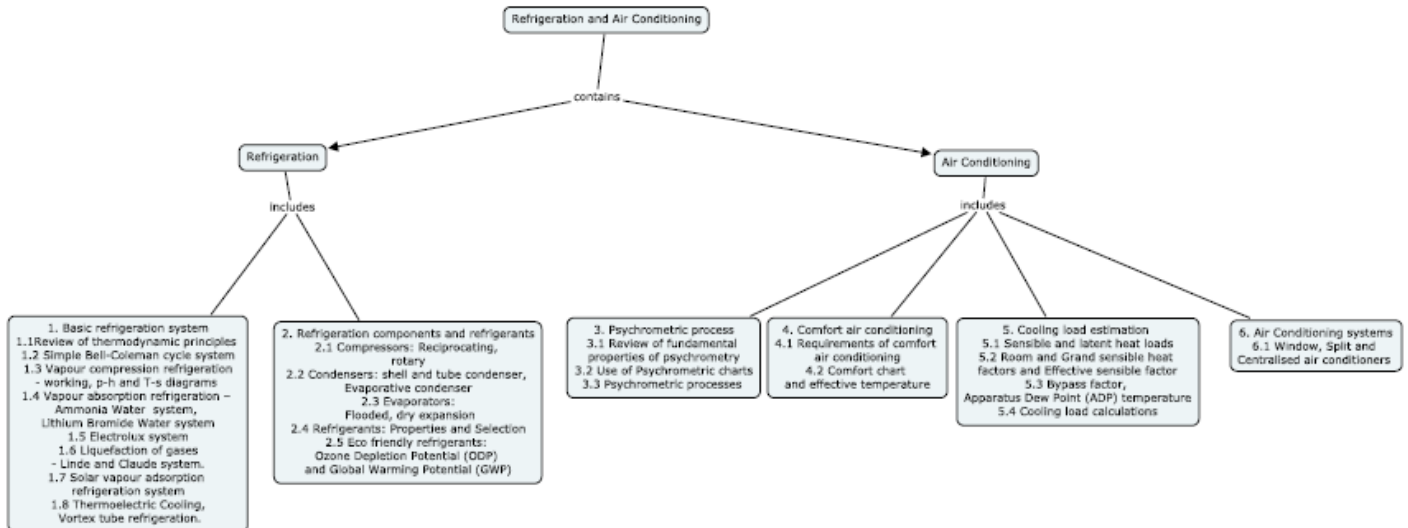 Refrigeration and Air Conditioning
contains
Refrigeration
Air Conditioning
includes
includes
1. Basic refrigeration system
1.1Review of thermodynamic principles
1.2 Simple Bell-Coleman cycle system
1.3 Vapour compression refrigeration
- working, p-h and T-s diagrams
1.4 Vapour absorption refrigeration –
Ammonia Water system,
Lithium Bromide Water system
1.5 Electrolux system
1.6 Liquefaction of gases
- Linde and Claude system.
1.7 Solar vapour adsorption
refrigeration system
1.8 Thermoelectric Cooling,
Vortex tube refrigeration.
2. Refrigeration components and refrigerants
2.1 Compressors: Reciprocating,
rotary
2.2 Condensers: shell and tube condenser,
Evaporative condenser
2.3 Evaporators:
Flooded, dry expansion
2.4 Refrigerants: Properties and Selection
2.5 Eco friendly refrigerants:
Ozone Depletion Potential (ODP)
and Global Warming Potential (GWP)
3. Psychrometric process
3.1 Review of fundamental
properties of psychrometry
3.2 Use of Psychrometric charts
3.3 Psychrometric processes
4. Comfort air conditioning
4.1 Requirements of comfort
air conditioning
4.2 Comfort chart
and effective temperature
5. Cooling load estimation
5.1 Sensible and latent heat loads
5.2 Room and Grand sensible heat
factors and Effective sensible factor
5.3 Bypass factor,
Apparatus Dew Point (ADP) temperature
5.4 Cooling load calculations
6. Air Conditioning systems
6.1 Window, Split and
Centralised air conditioners